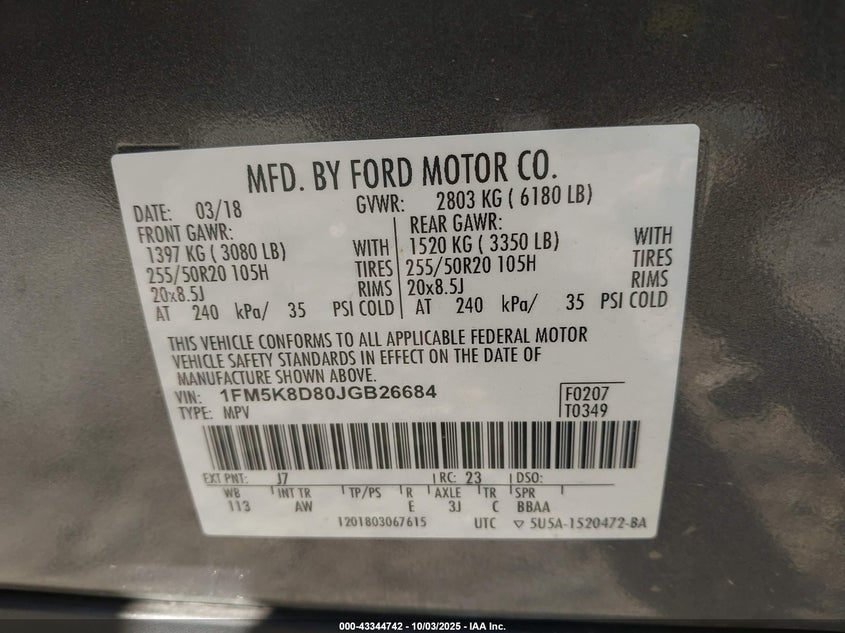 MFD. BY FORD MOTOR CO.
DATE: 03/18 GVWR: 2803 KG ( 6180 LB)
FRONT GAWR: REAR GAWR:
1397 KG ( 3080 LB) WITH 1520 KG ( 3350 LB) WITH
255/50R20 105H TIRES 255/50R20 105H TIRES
20x8.5J RIMS 20x8.5J RIMS
AT 240 kPa/ 35 PSI COLD AT 240 kPa/ 35 PSI COLD
THIS VEHICLE CONFORMS TO ALL APPLICABLE FEDERAL MOTOR
VEHICLE SAFETY STANDARDS IN EFFECT ON THE DATE OF
MANUFACTURE SHOWN ABOVE.
VIN: 1FM5K8D80JGB26684 F0207
TYPE: MPV T0349
EXT PNT: J7 RC: 23 DSO:
WB INT TR TP/PS R AXLE TR SPR
113 AW E 3J C BBAA
1201803067615 UTC ▽ 5U5A-1520472-BA
000-43344742 - 10/03/2025 - IAA Inc.